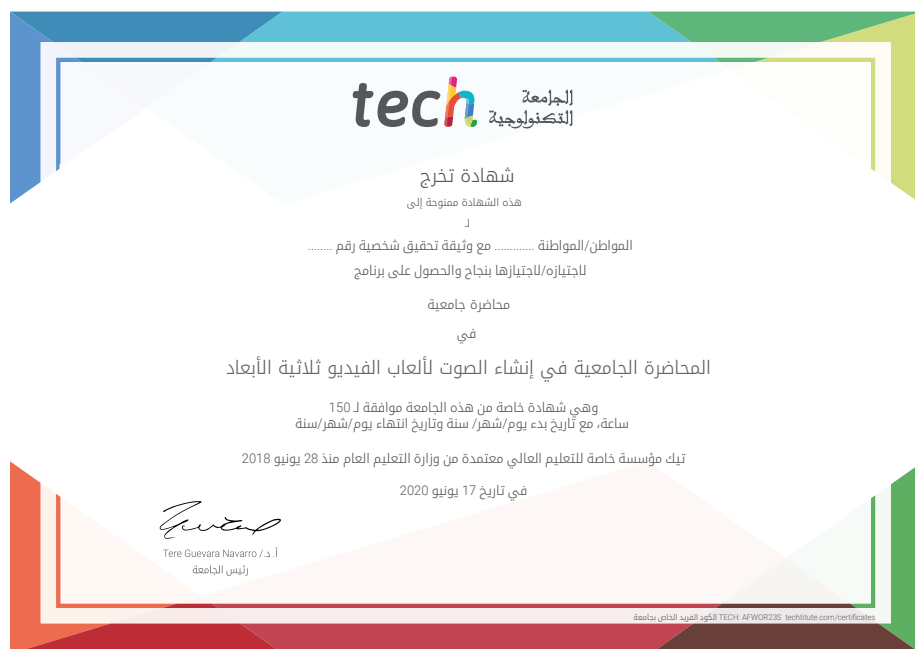 tech الجامعة
التكنولوجية
شهادة تخرج
هذه الشهادة ممنوحة إلى
لـ
المواطن/المواطنة ............ مع وثيقة تحقيق شخصية رقم ........
لاجتيازه/لاجتيازها بنجاح والحصول على برنامج
محاضرة جامعية
في
المحاضرة الجامعية في إنشاء الصوت لألعاب الفيديو ثلاثية الأبعاد
وهي شهادة خاصة من هذه الجامعة موافقة لـ 150
ساعة، مع تاريخ بدء يوم/شهر/ سنة وتاريخ انتهاء يوم/شهر/سنة
تيك مؤسسة خاصة للتعليم العالي معتمدة من وزارة التعليم العام منذ 28 يونيو 2018
في تاريخ 17 يونيو 2020
أ. د./ Tere Guevara Navarro
رئيس الجامعة
الكود الفريد الخاص بجامعة TECH: AFWOR23S techtitute.com/certificates